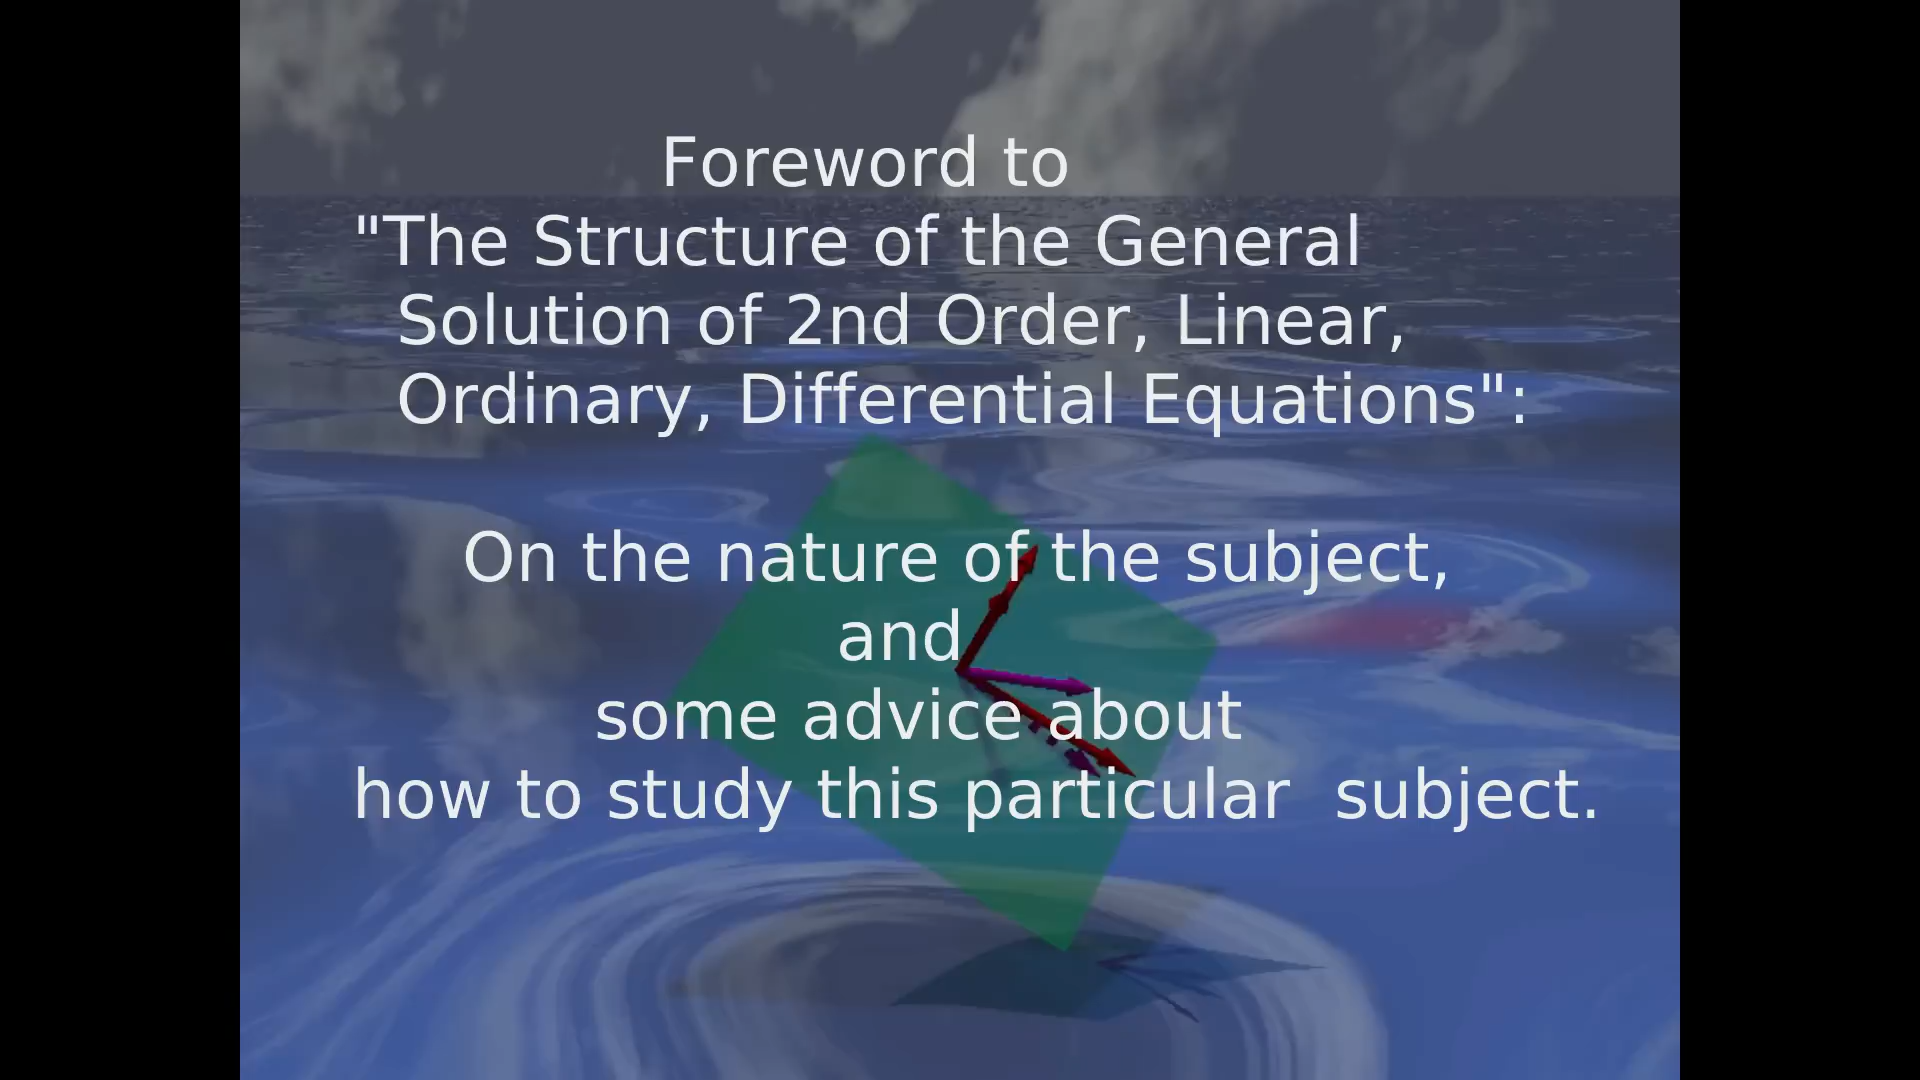 Foreword to
"The Structure of the General
Solution of 2nd Order, Linear,
Ordinary, Differential Equations":
On the nature of the subject,
and
some advice about
how to study this particular  subject.